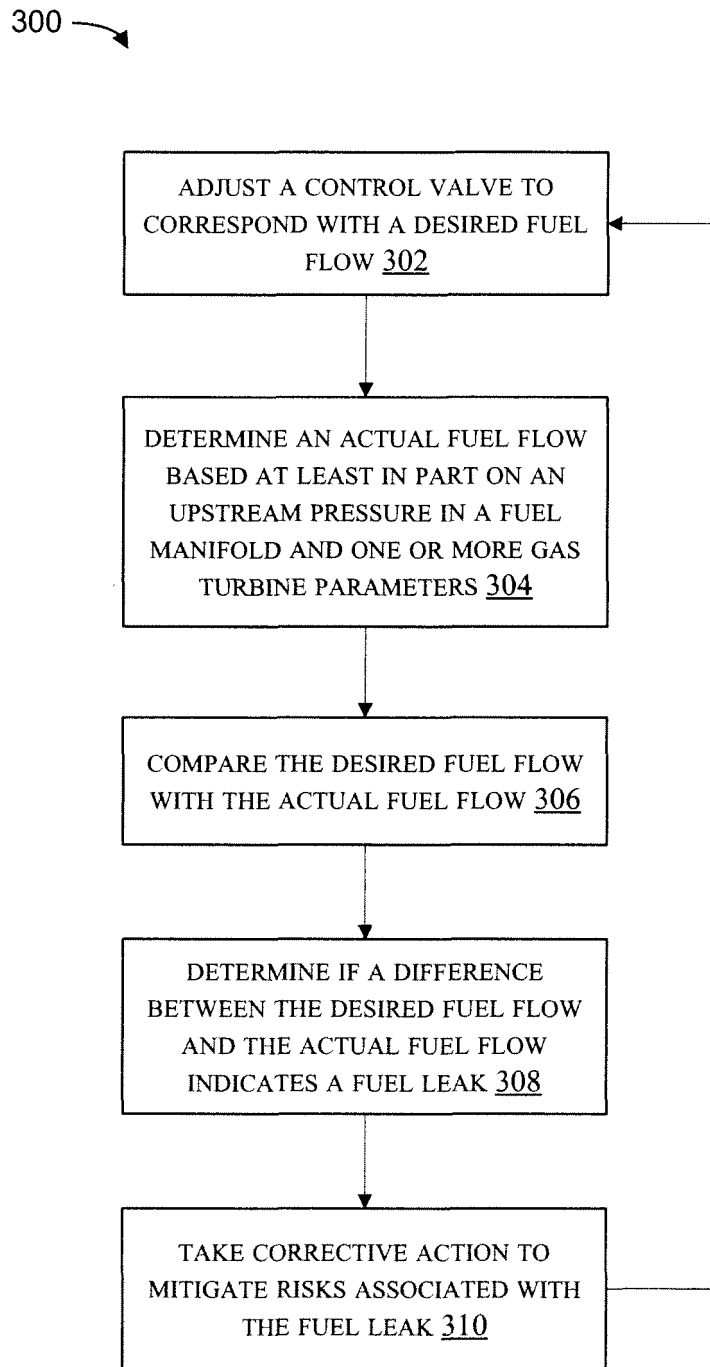 300
ADJUST A CONTROL VALVE TO
CORRESPOND WITH A DESIRED FUEL
FLOW 302
DETERMINE AN ACTUAL FUEL FLOW
BASED AT LEAST IN PART ON AN
UPSTREAM PRESSURE IN A FUEL
MANIFOLD AND ONE OR MORE GAS
TURBINE PARAMETERS 304
COMPARE THE DESIRED FUEL FLOW
WITH THE ACTUAL FUEL FLOW 306
DETERMINE IF A DIFFERENCE
BETWEEN THE DESIRED FUEL FLOW
AND THE ACTUAL FUEL FLOW
INDICATES A FUEL LEAK 308
TAKE CORRECTIVE ACTION TO
MITIGATE RISKS ASSOCIATED WITH
THE FUEL LEAK 310